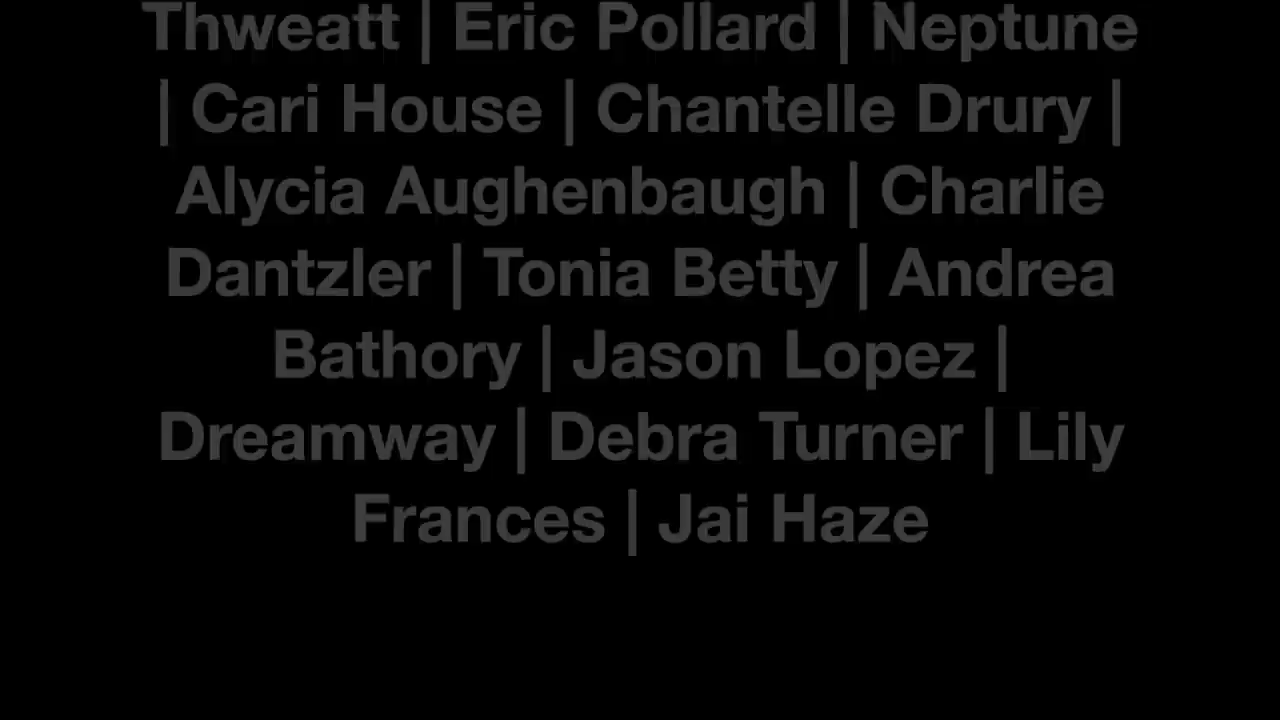 Thweatt | Eric Pollard | Neptune
| Cari House | Chantelle Drury |
Alycia Aughenbaugh | Charlie
Dantzler | Tonia Betty | Andrea
Bathory | Jason Lopez |
Dreamway | Debra Turner | Lily
Frances | Jai Haze